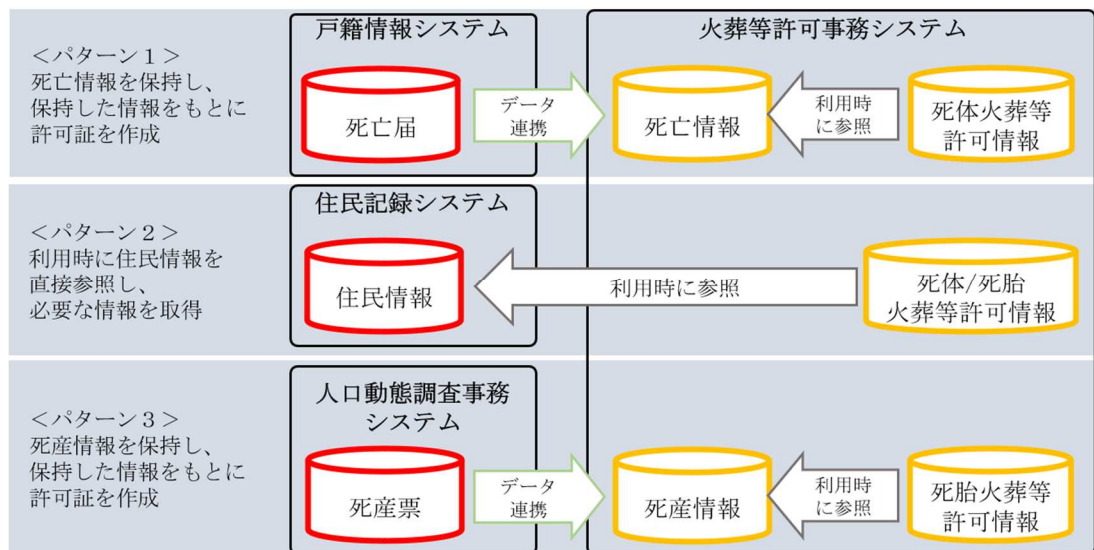 戸籍情報システム
火葬等許可事務システム
＜パターン１＞
死亡情報を保持し、
保持した情報をもとに
許可証を作成
死亡届
データ
連携
死亡情報
利用時
に参照
死体火葬等
許可情報
住民記録システム
＜パターン２＞
利用時に住民情報を
直接参照し、
必要な情報を取得
住民情報
利用時に参照
死体/死胎
火葬等許可情報
人口動態調査事務
システム
＜パターン３＞
死産情報を保持し、
保持した情報をもとに
許可証を作成
死産票
データ
連携
死産情報
利用時
に参照
死胎火葬等
許可情報